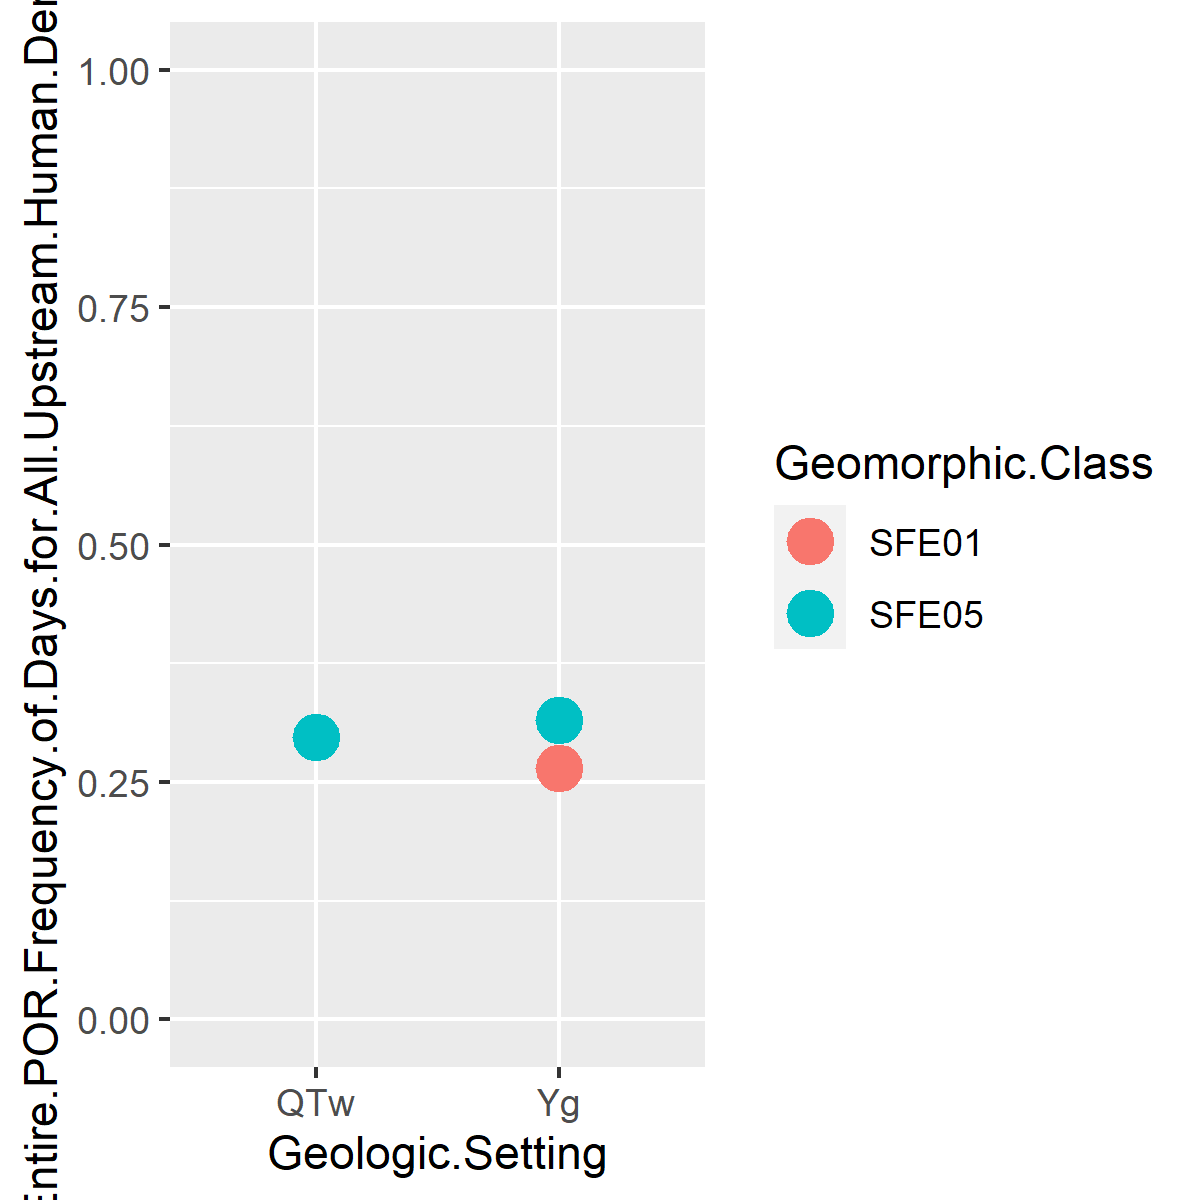 Entire.POR.Frequency.of.Days.for.All.Upstream.Human.Der
1.00
0.75
0.50
0.25
0.00
QTw
Yg
Geologic.Setting
Geomorphic.Class
SFE01
SFE05